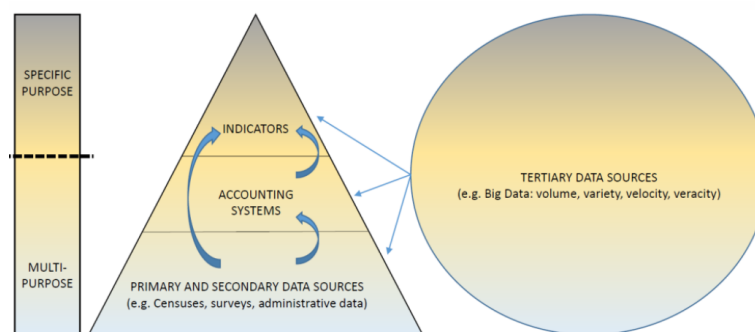 SPECIFIC
PURPOSE
MULTI-
PURPOSE
INDICATORS
ACCOUNTING
SYSTEMS
PRIMARY AND SECONDARY DATA SOURCES
(e.g. Censuses, surveys, administrative data)
TERTIARY DATA SOURCES
(e.g. Big Data: volume, variety, velocity, veracity)